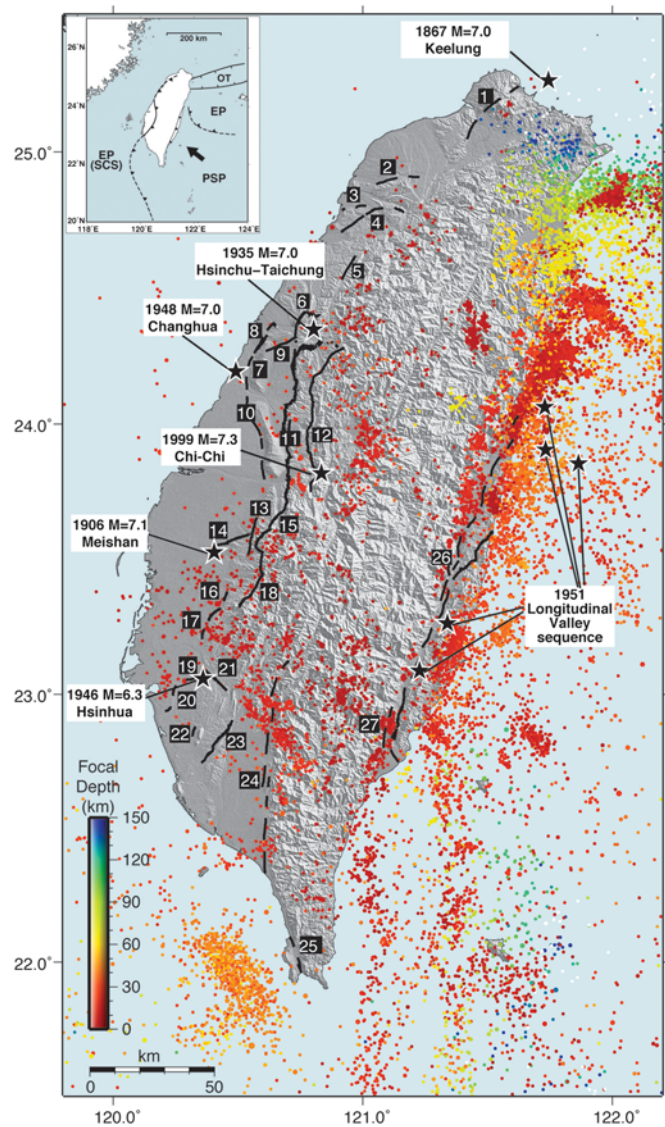 26˚N
24˚N
22˚N
20˚N
118˚E
120˚E
122˚E
124˚E
200 km
OT
EP
EP
(SCS)
PSP
1867 M=7.0
Keelung
1
25.0˚
2
3
4
5
1935 M=7.0
Hsinchu–Taichung
6
1948 M=7.0
Changhua
8
9
7
10
24.0˚
11
12
1999 M=7.3
Chi-Chi
13
15
14
1906 M=7.1
Meishan
26
16
18
17
1951
Longitudinal
Valley
sequence
19
21
23.0˚
20
1946 M=6.3
Hsinhua
22
23
27
24
Focal
Depth
(km)
150
120
90
60
30
0
25
22.0˚
km
0
50
120.0˚
121.0˚
122.0˚